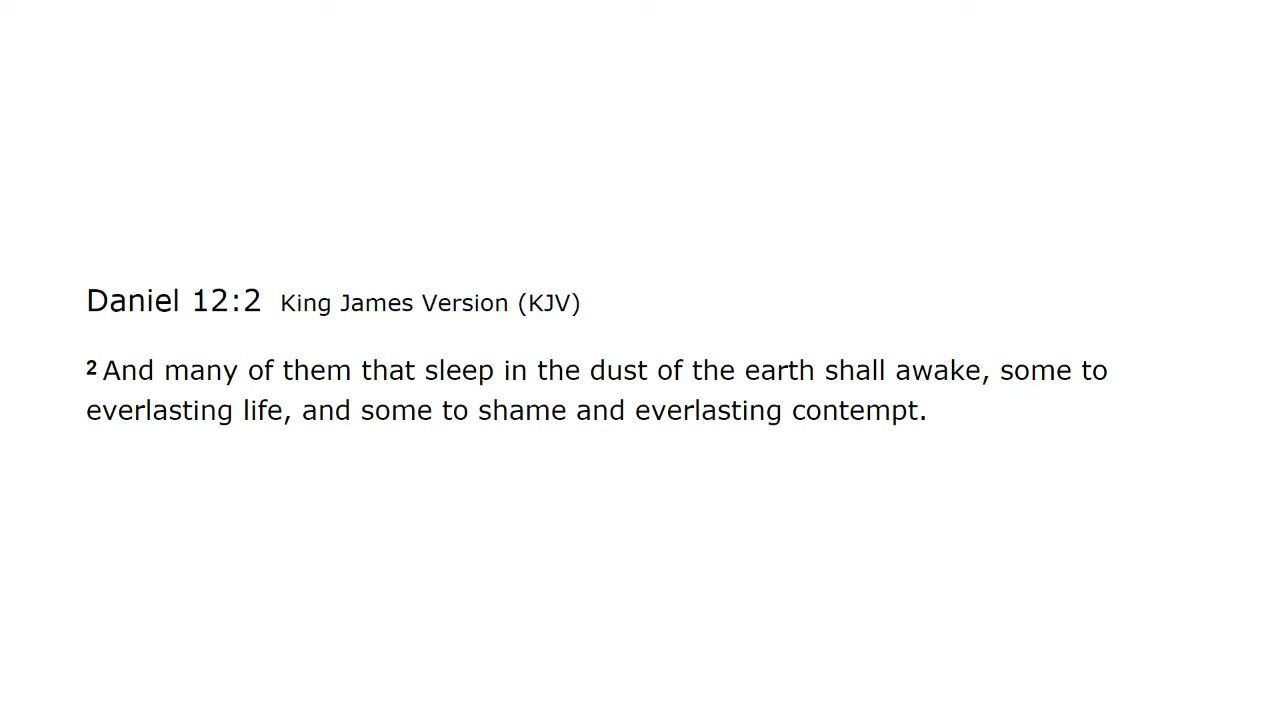 Daniel 12:2 King James Version (KJV)
2 And many of them that sleep in the dust of the earth shall awake, some to
everlasting life, and some to shame and everlasting contempt.